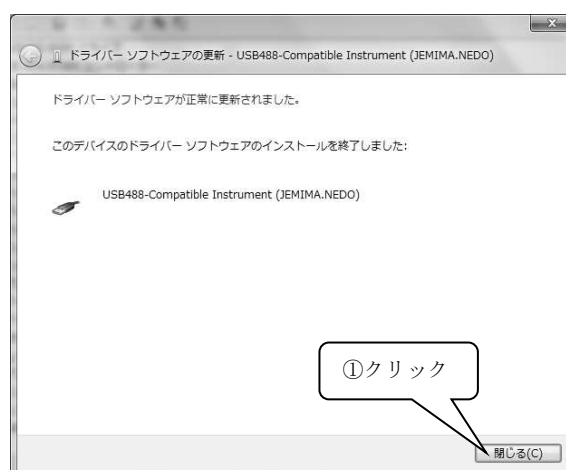 ドライバー ソフトウェアの更新 - USB488-Compatible Instrument (JEMIMA.NEDO)
ドライバー ソフトウェアが正常に更新されました。
このデバイスのドライバー ソフトウェアのインストールを終了しました:
USB488-Compatible Instrument (JEMIMA.NEDO)
①クリック
閉じる(C)